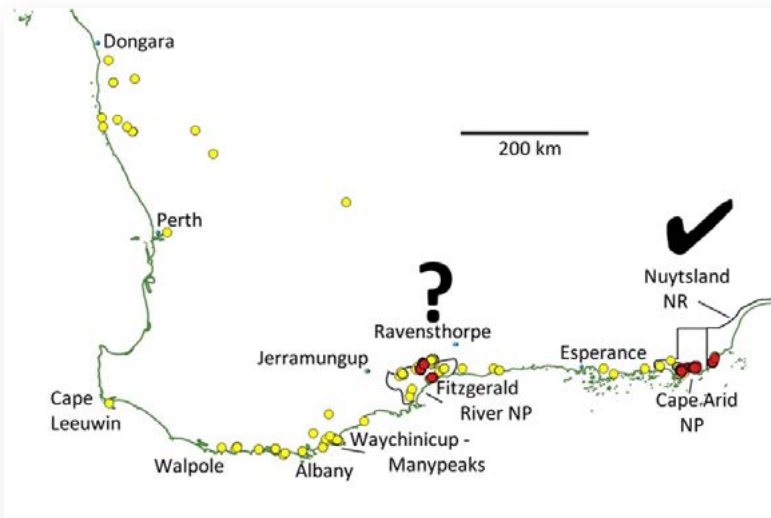 Dongara
200 km
Perth
Nuytsland
NR
?
Ravensthorpe
Jerramungup
Esperance
Fitzgerald
River NP
Cape Arid
NP
Cape
Leeuwin
Waychinicup -
Manypeaks
Walpole
Albany